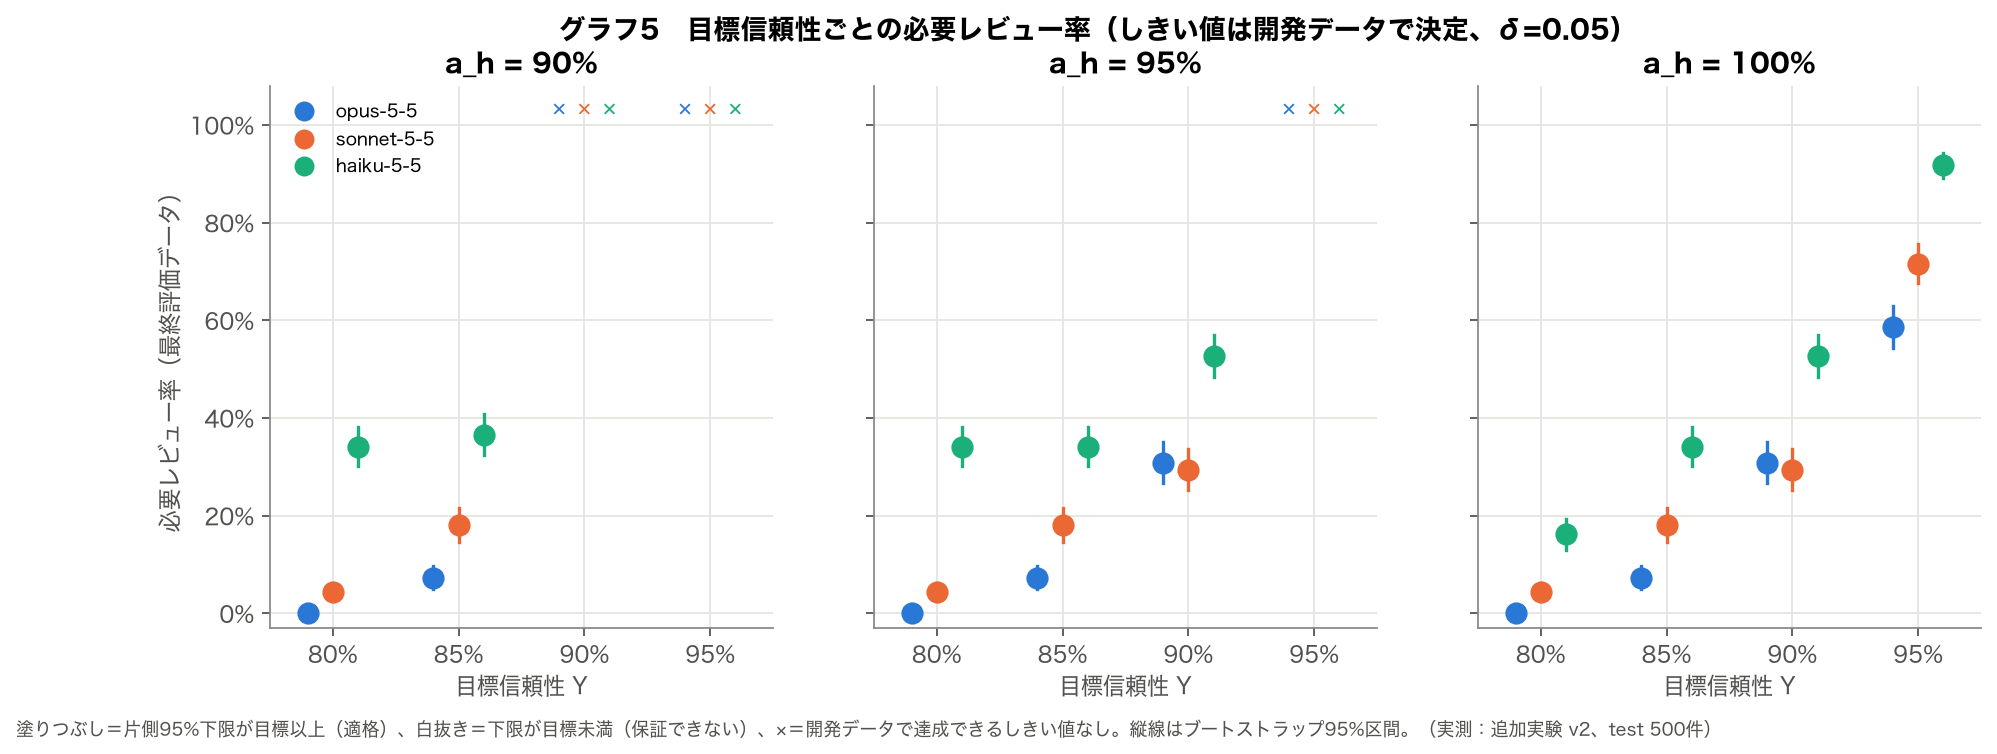 グラフ5　目標信頼性ごとの必要レビュー率（しきい値は開発データで決定、δ=0.05）
a_h = 90%
a_h = 95%
a_h = 100%
opus-5-5
sonnet-5-5
haiku-5-5
必要レビュー率（最終評価データ）
100%
80%
60%
40%
20%
0%
80% 85% 90% 95%
80% 85% 90% 95%
80% 85% 90% 95%
目標信頼性 Y
目標信頼性 Y
目標信頼性 Y
塗りつぶし＝片側95%下限が目標以上（適格）、白抜き＝下限が目標未満（保証できない）、×＝開発データで達成できるしきい値なし。縦線はブートストラップ95%区間。（実測：追加実験 v2、test 500件）